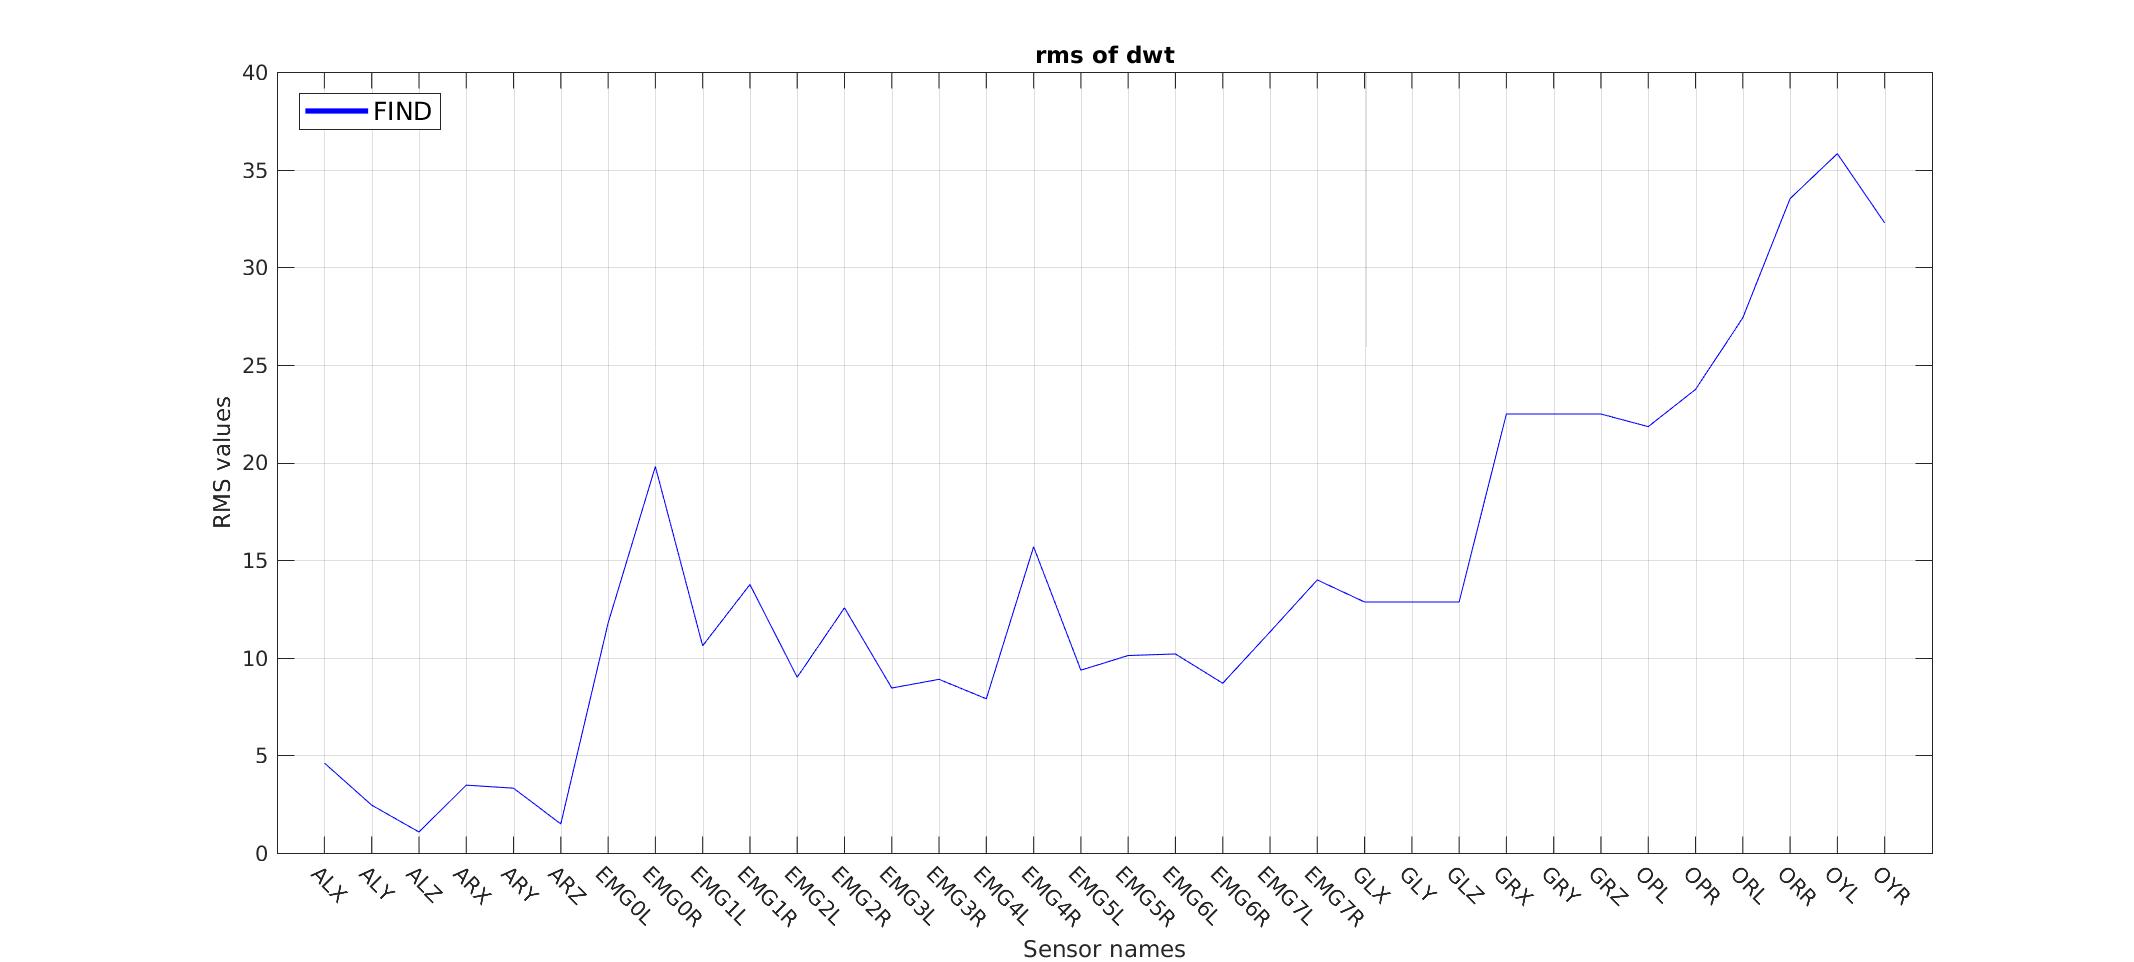 rms of dwt
FIND
40
35
30
25
20
15
10
5
0
RMS values
ALX
ALY
ALZ
ARX
ARY
ARZ
EMG0L
EMG0R
EMG1L
EMG1R
EMG2L
EMG2R
EMG3L
EMG3R
EMG4L
EMG4R
EMG5L
EMG5R
EMG6L
EMG6R
EMG7L
EMG7R
GLX
GLY
GLZ
GRX
GRY
GRZ
OPL
OPR
ORL
ORR
OYL
OYR
Sensor names